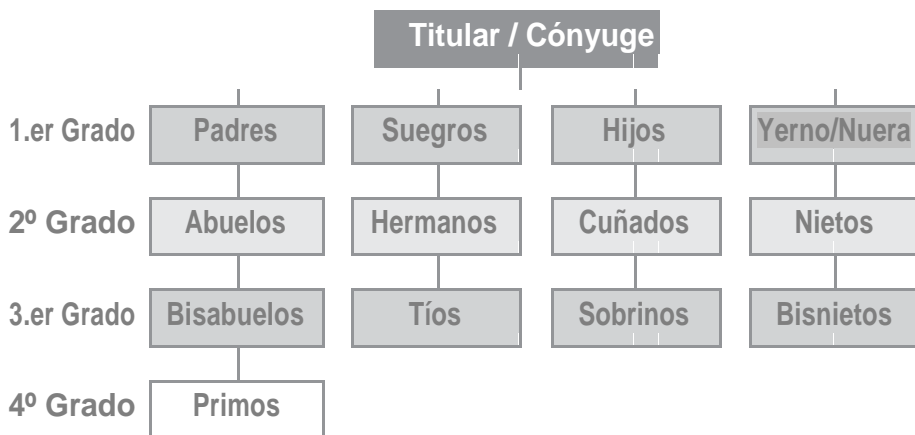 Titular / Cónyuge
1.er Grado Padres Suegros Hijos Yerno/Nuera
2º Grado Abuelos Hermanos Cuñados Nietos
3.er Grado Bisabuelos Tíos Sobrinos Bisnietos
4º Grado Primos